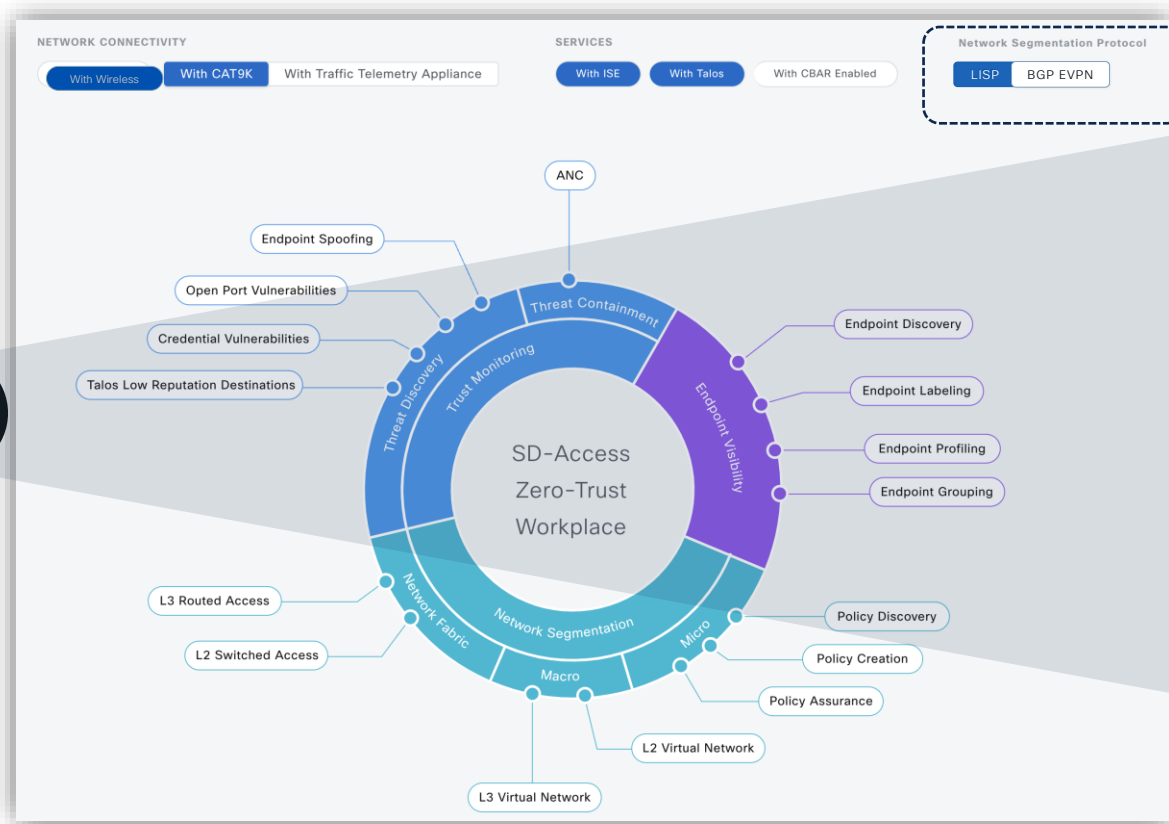 NETWORK CONNECTIVITY
SERVICES
Network Segmentation Protocol
With Wireless
With CAT9K
With Traffic Telemetry Appliance
With ISE
With Talos
With CBAR Enabled
LISP
BGP EVPN
ANC
Endpoint Spoofing
Open Port Vulnerabilities
Credential Vulnerabilities
Talos Low Reputation Destinations
Threat Containment
Threat Discovery
Trust Monitoring
Endpoint Visibility
Endpoint Discovery
Endpoint Labeling
Endpoint Profiling
Endpoint Grouping
SD-Access
Zero-Trust
Workplace
L3 Routed Access
L2 Switched Access
Network Fabric
Network Segmentation
Macro
Micro
Policy Discovery
Policy Creation
Policy Assurance
L2 Virtual Network
L3 Virtual Network